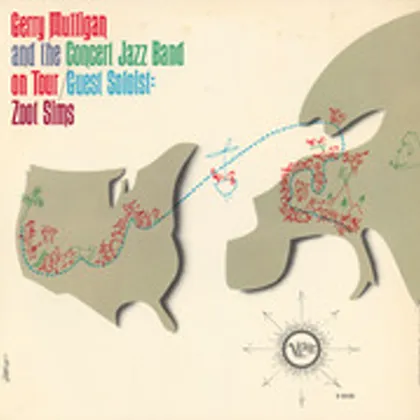 Gerry Mulligan
and the Concert Jazz Band
on Tour/Guest Soloist:
Zoot Sims
Verve